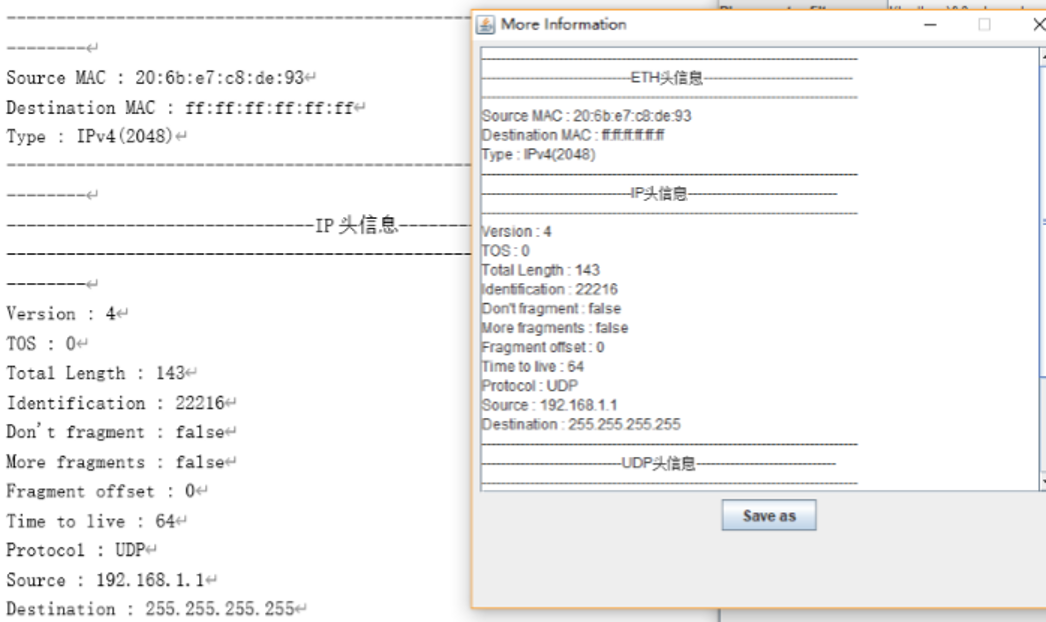 Source MAC : 20:6b:e7:c8:de:93
Destination MAC : ff:ff:ff:ff:ff:ff
Type : IPv4(2048)
IP 头信息
Version : 4
TOS : 0
Total Length : 143
Identification : 22216
Don't fragment : false
More fragments : false
Fragment offset : 0
Time to live : 64
Protocol : UDP
Source : 192.168.1.1
Destination : 255.255.255.255
More Information
ETH头信息
Source MAC : 20:6b:e7:c8:de:93
Destination MAC : ff:ff:ff:ff:ff:ff
Type : IPv4(2048)
IP头信息
Version : 4
TOS : 0
Total Length : 143
Identification : 22216
Don't fragment : false
More fragments : false
Fragment offset : 0
Time to live : 64
Protocol : UDP
Source : 192.168.1.1
Destination : 255.255.255.255
UDP头信息
Save as